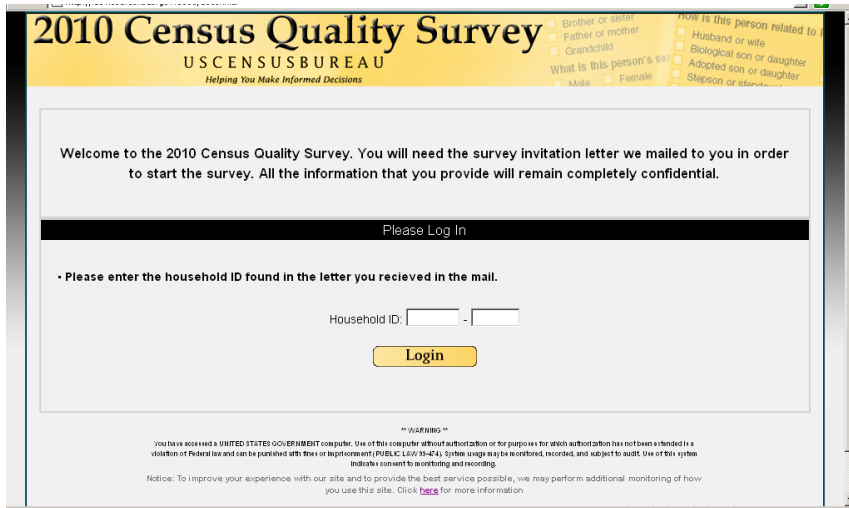 2010 Census Quality Survey
USCENSUSBUREAU
Helping You Make Informed Decisions
Brother or sister
Father or mother
Grandchild
What is this person's sex
Male Female
How is this person related to
Husband or wife
Biological son or daughter
Adopted son or daughter
Stepson or
Welcome to the 2010 Census Quality Survey. You will need the survey invitation letter we mailed to you in order
to start the survey. All the information that you provide will remain completely confidential.
Please Log In
• Please enter the household ID found in the letter you recieved in the mail.
Household ID: -
Login
** WARNING **
You have accessed a UNITED STATES GOVERNMENT computer. Use of this computer without authorization or for purposes for which authorization has not been extended is a
violation of Federal law and can be punished with fines or imprisonment (PUBLIC LAW 99-474). System usage may be monitored, recorded, and subject to audit. Use of this system
indicates consent to monitoring and recording.
Notice: To improve your experience with our site and to provide the best service possible, we may perform additional monitoring of how
you use this site. Click here for more information